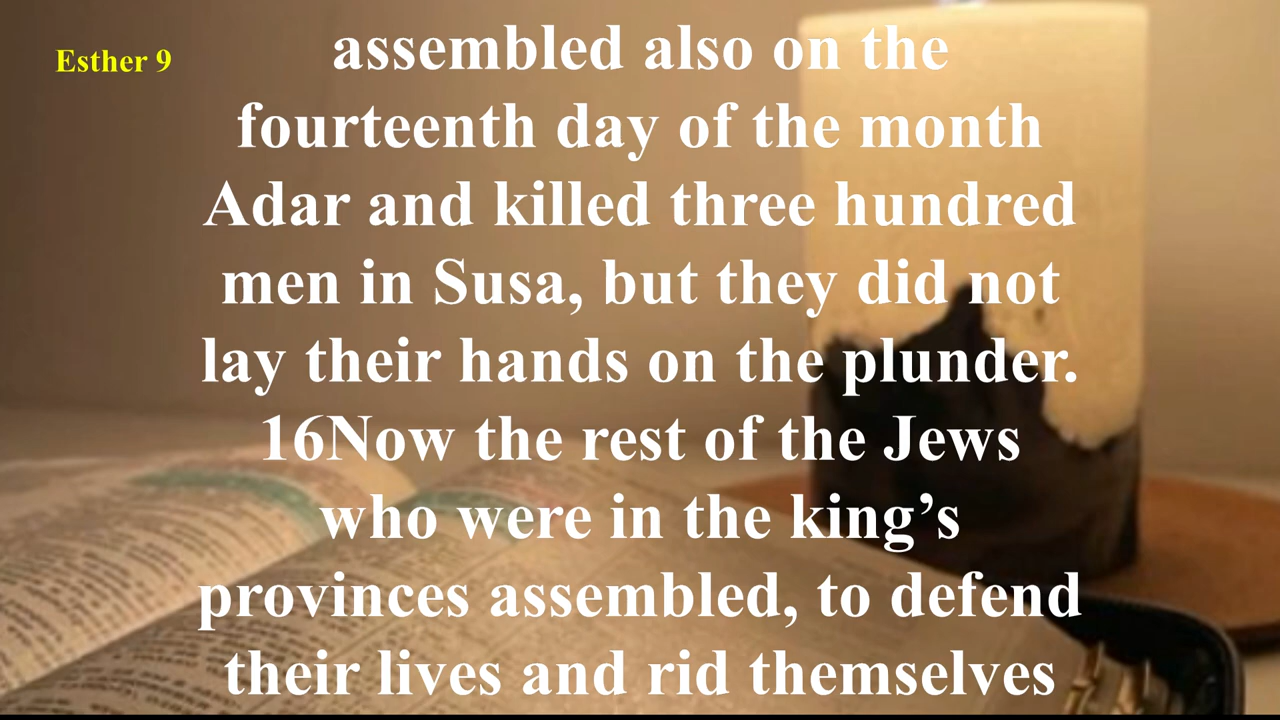 Esther 9
assembled also on the
fourteenth day of the month
Adar and killed three hundred
men in Susa, but they did not
lay their hands on the plunder.
16Now the rest of the Jews
who were in the king’s
provinces assembled, to defend
their lives and rid themselves